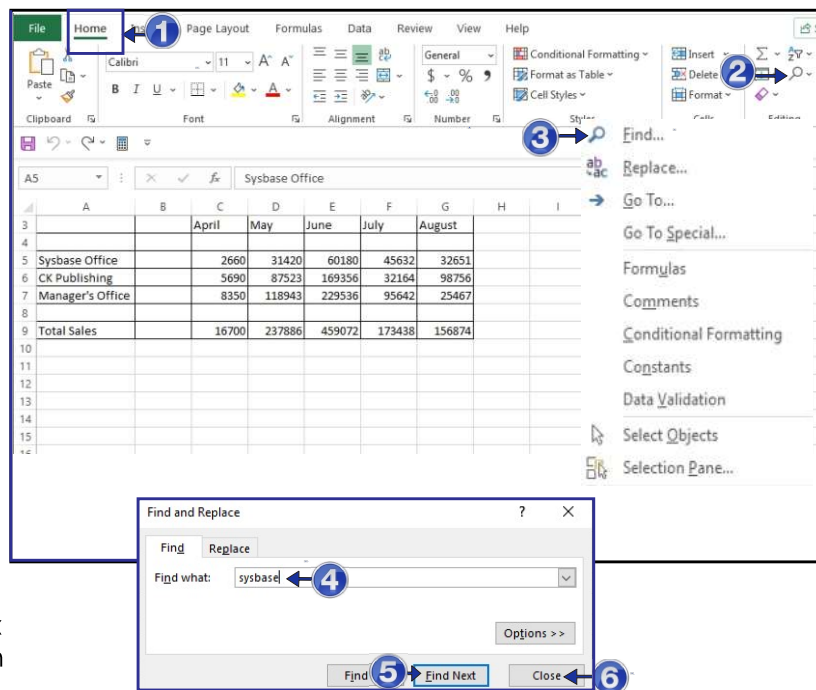 File Home Page Layout Formulas Data Review View Help
1
Calibri 11 A A ab General Conditional Formatting Insert Σ
Paste B I U A $ % 9 Format as Table Delete 2
Cell Styles Format
Clipboard Font Alignment Number Styles Cells Editing
3 Find...
Replace...
Go To...
Go To Special...
Formulas
Comments
Conditional Formatting
Constants
Data Validation
Select Objects
Selection Pane...
A5 fx Sysbase Office
A B C D E F G H I
3 April May June July August
4
5 Sysbase Office 2660 31420 60180 45632 32651
6 CK Publishing 5690 87523 169356 32164 98756
7 Manager's Office 8350 118943 229536 95642 25467
8
9 Total Sales 16700 237886 459072 173438 156874
10
11
12
13
14
15
Find and Replace ? X
Find Replace
Find what: sysbase 4
Options >>
5 Find Next Close 6